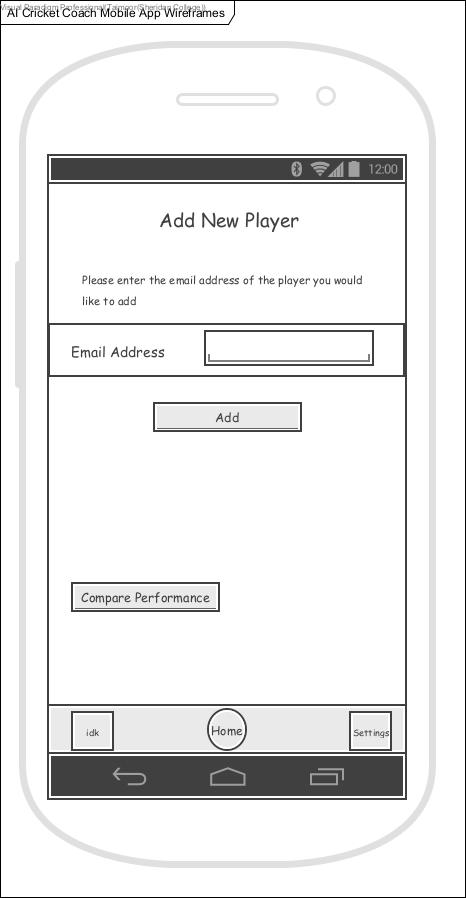 Visual Paradigm Professional(Taimoor(Sheridan College))
AI Cricket Coach Mobile App Wireframes
12:00
Add New Player
Please enter the email address of the player you would
like to add
Email Address
Add
Compare Performance
idk
Home
Settings